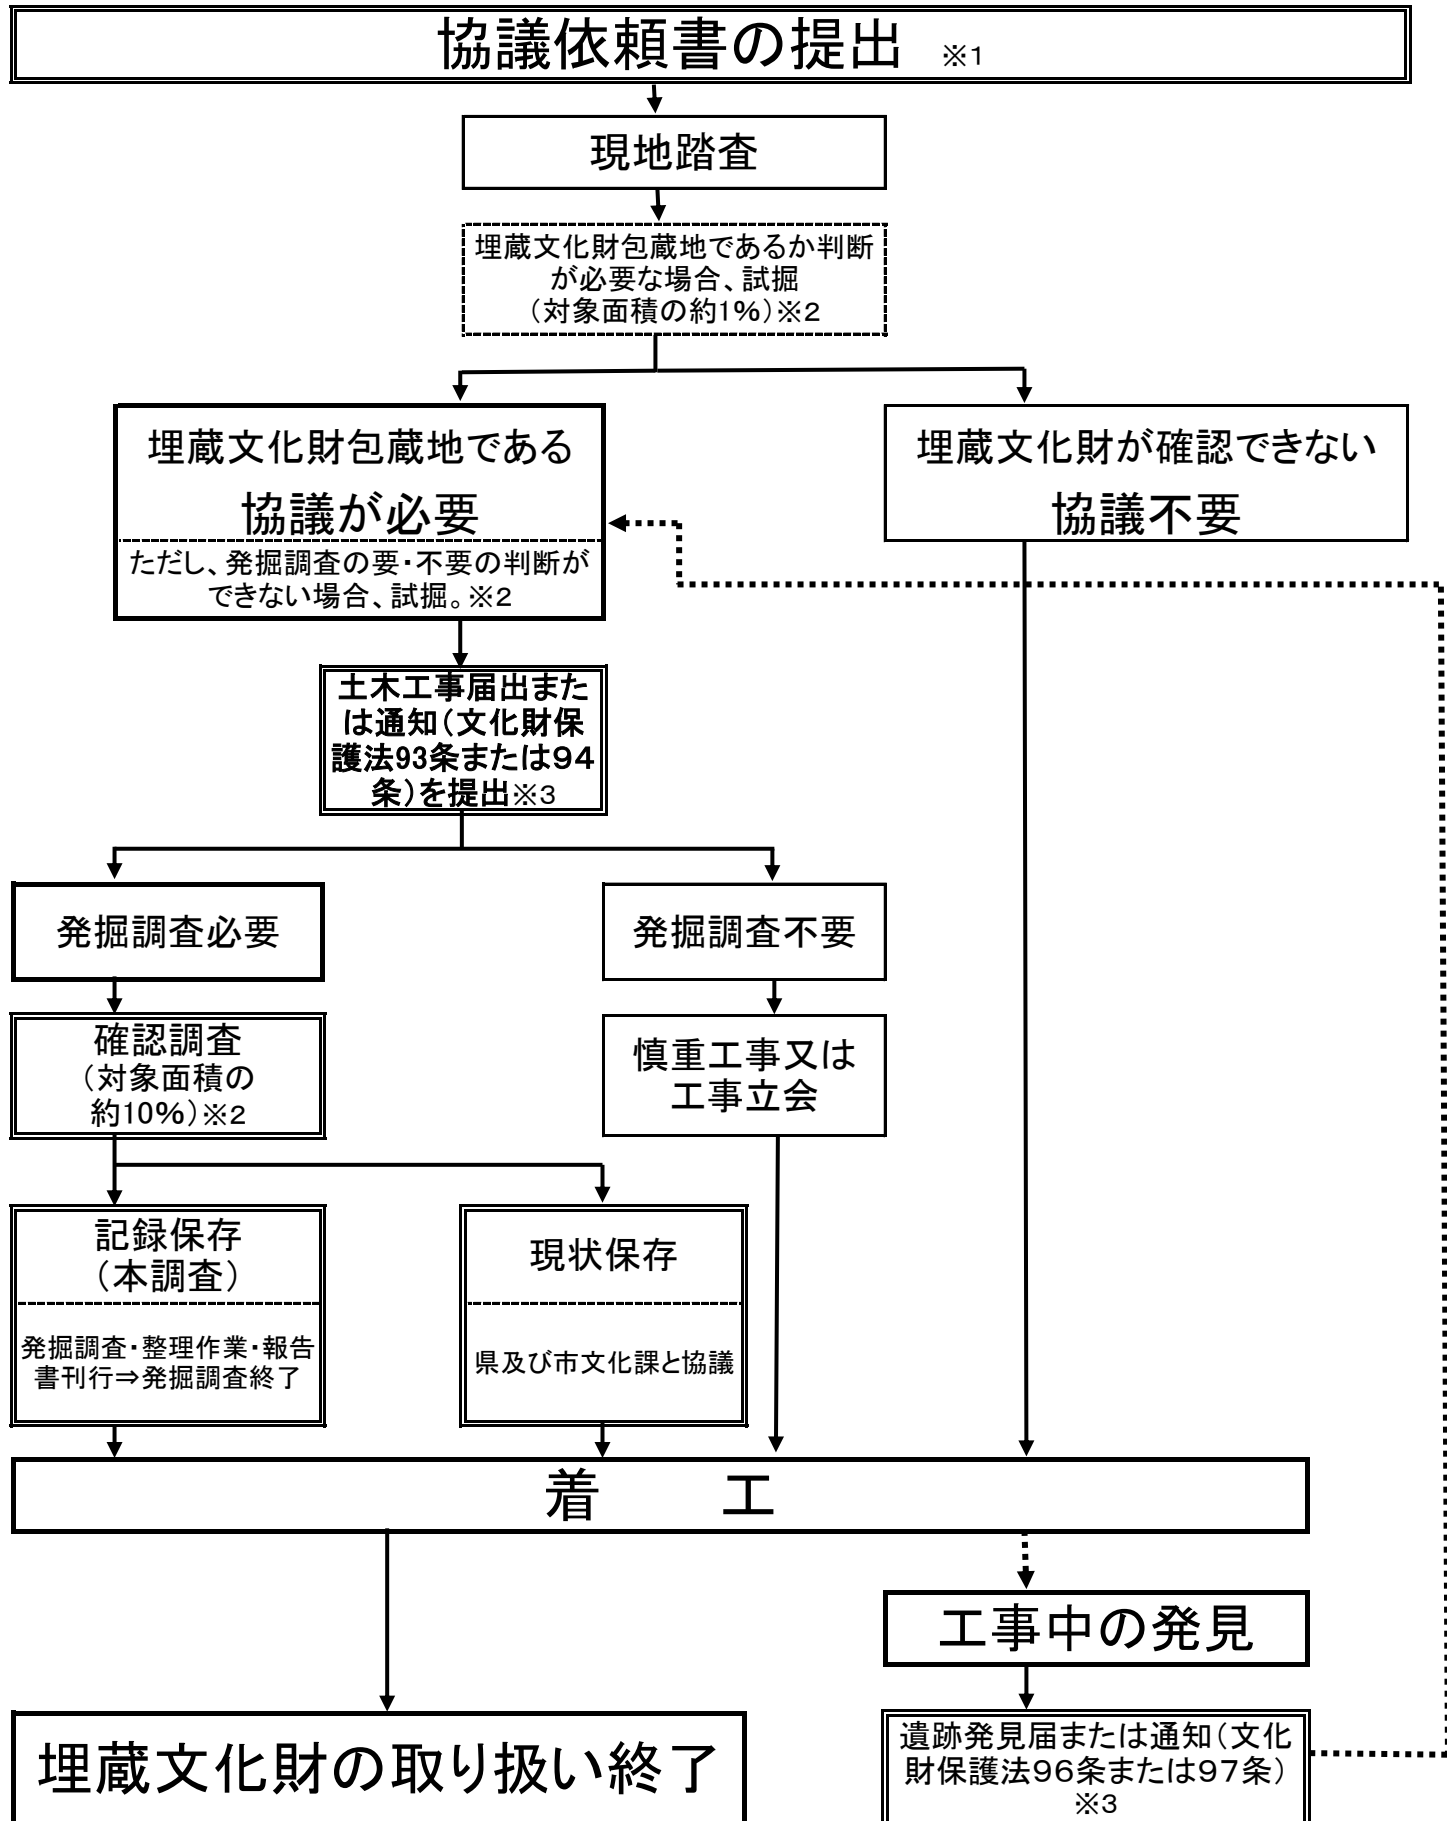 協議依頼書の提出 ※1
現地踏査
埋蔵文化財包蔵地であるか判断
が必要な場合、試掘
（対象面積の約1%）※2
埋蔵文化財包蔵地である
協議が必要
ただし、発掘調査の要・不要の判断が
できない場合、試掘。※2
埋蔵文化財が確認できない
協議不要
土木工事届出また
は通知（文化財保
護法93条または９４
条）を提出※3
発掘調査必要
発掘調査不要
確認調査
（対象面積の
約10%）※2
慎重工事又は
工事立会
記録保存
（本調査）
発掘調査・整理作業・報告
書刊行⇒発掘調査終了
現状保存
県及び市文化課と協議
着　工
工事中の発見
埋蔵文化財の取り扱い終了
遺跡発見届または通知（文化
財保護法９６条または９７条）
※3